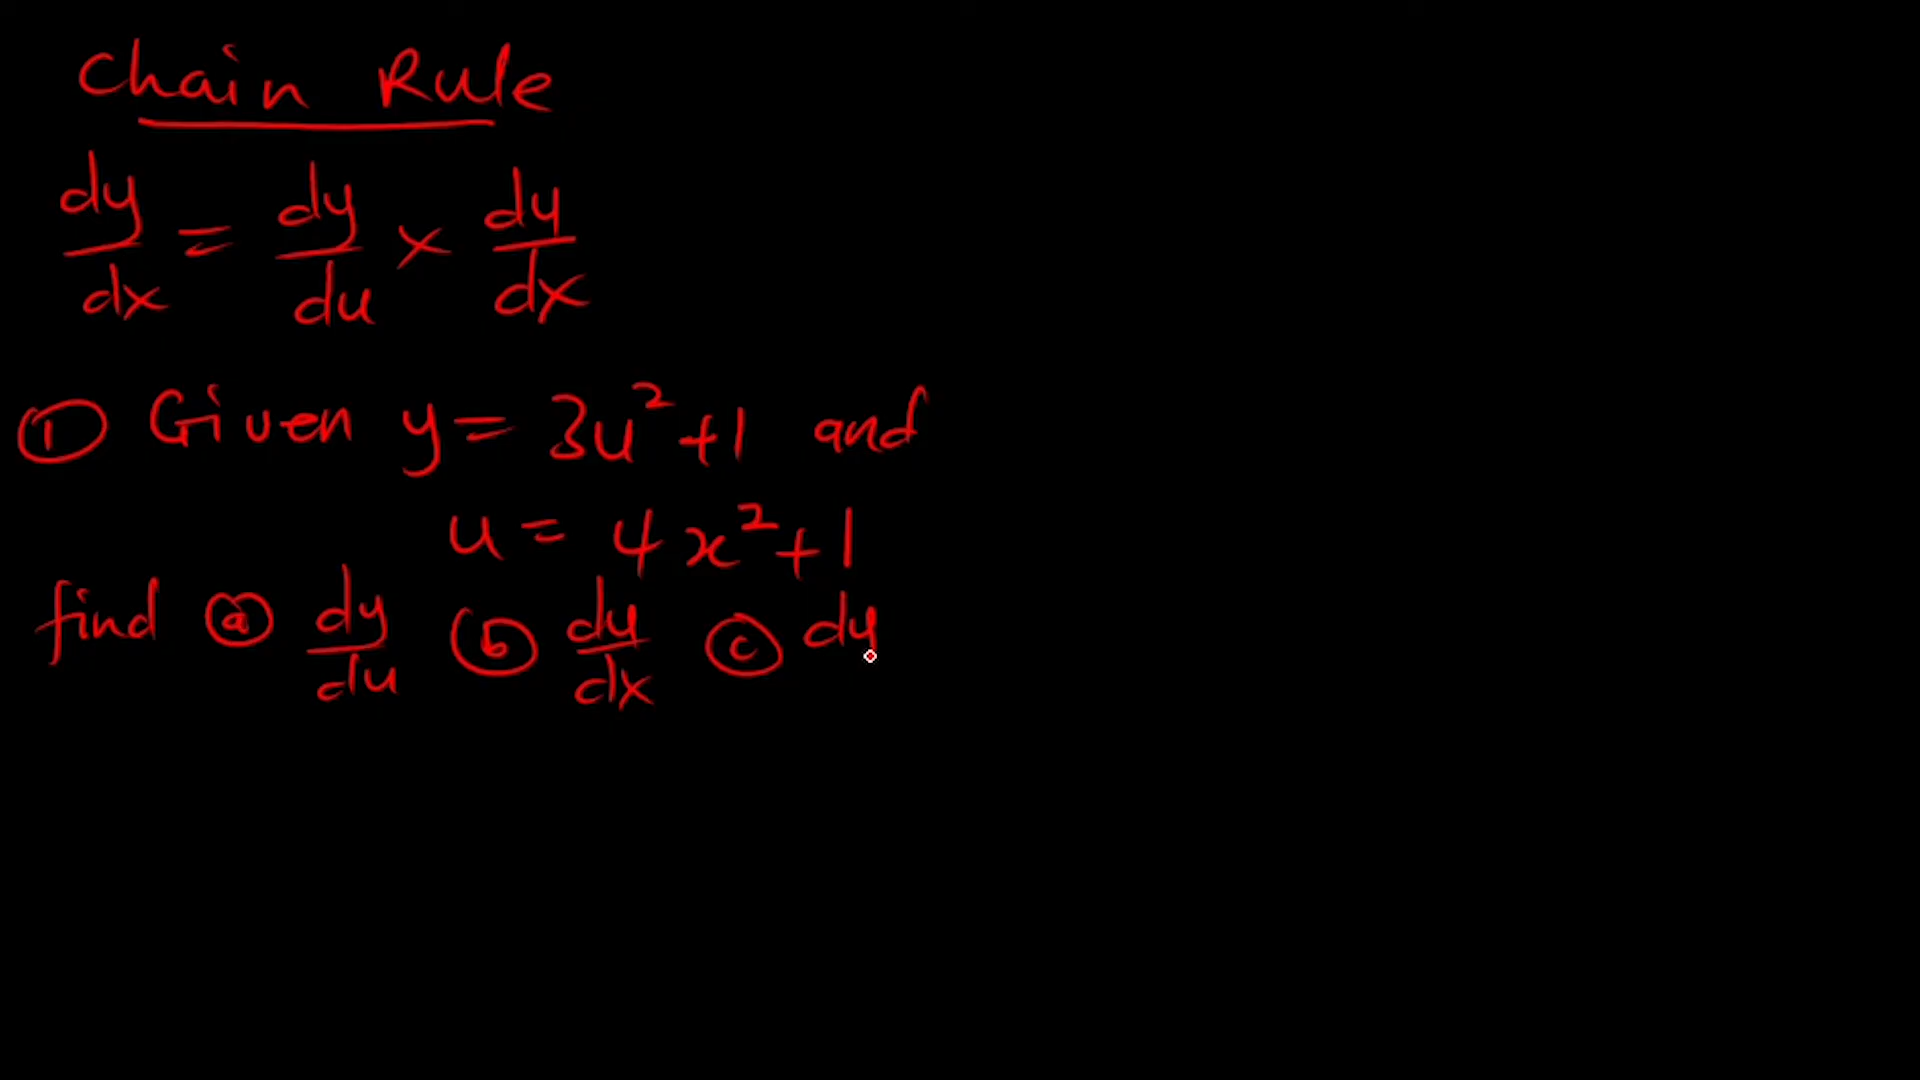 Chain Rule
dy/dx = dy/du × du/dx
① Given y = 3u² + 1 and
u = 4x² + 1
find ⓐ dy/du ⓑ du/dx ⓒ dy